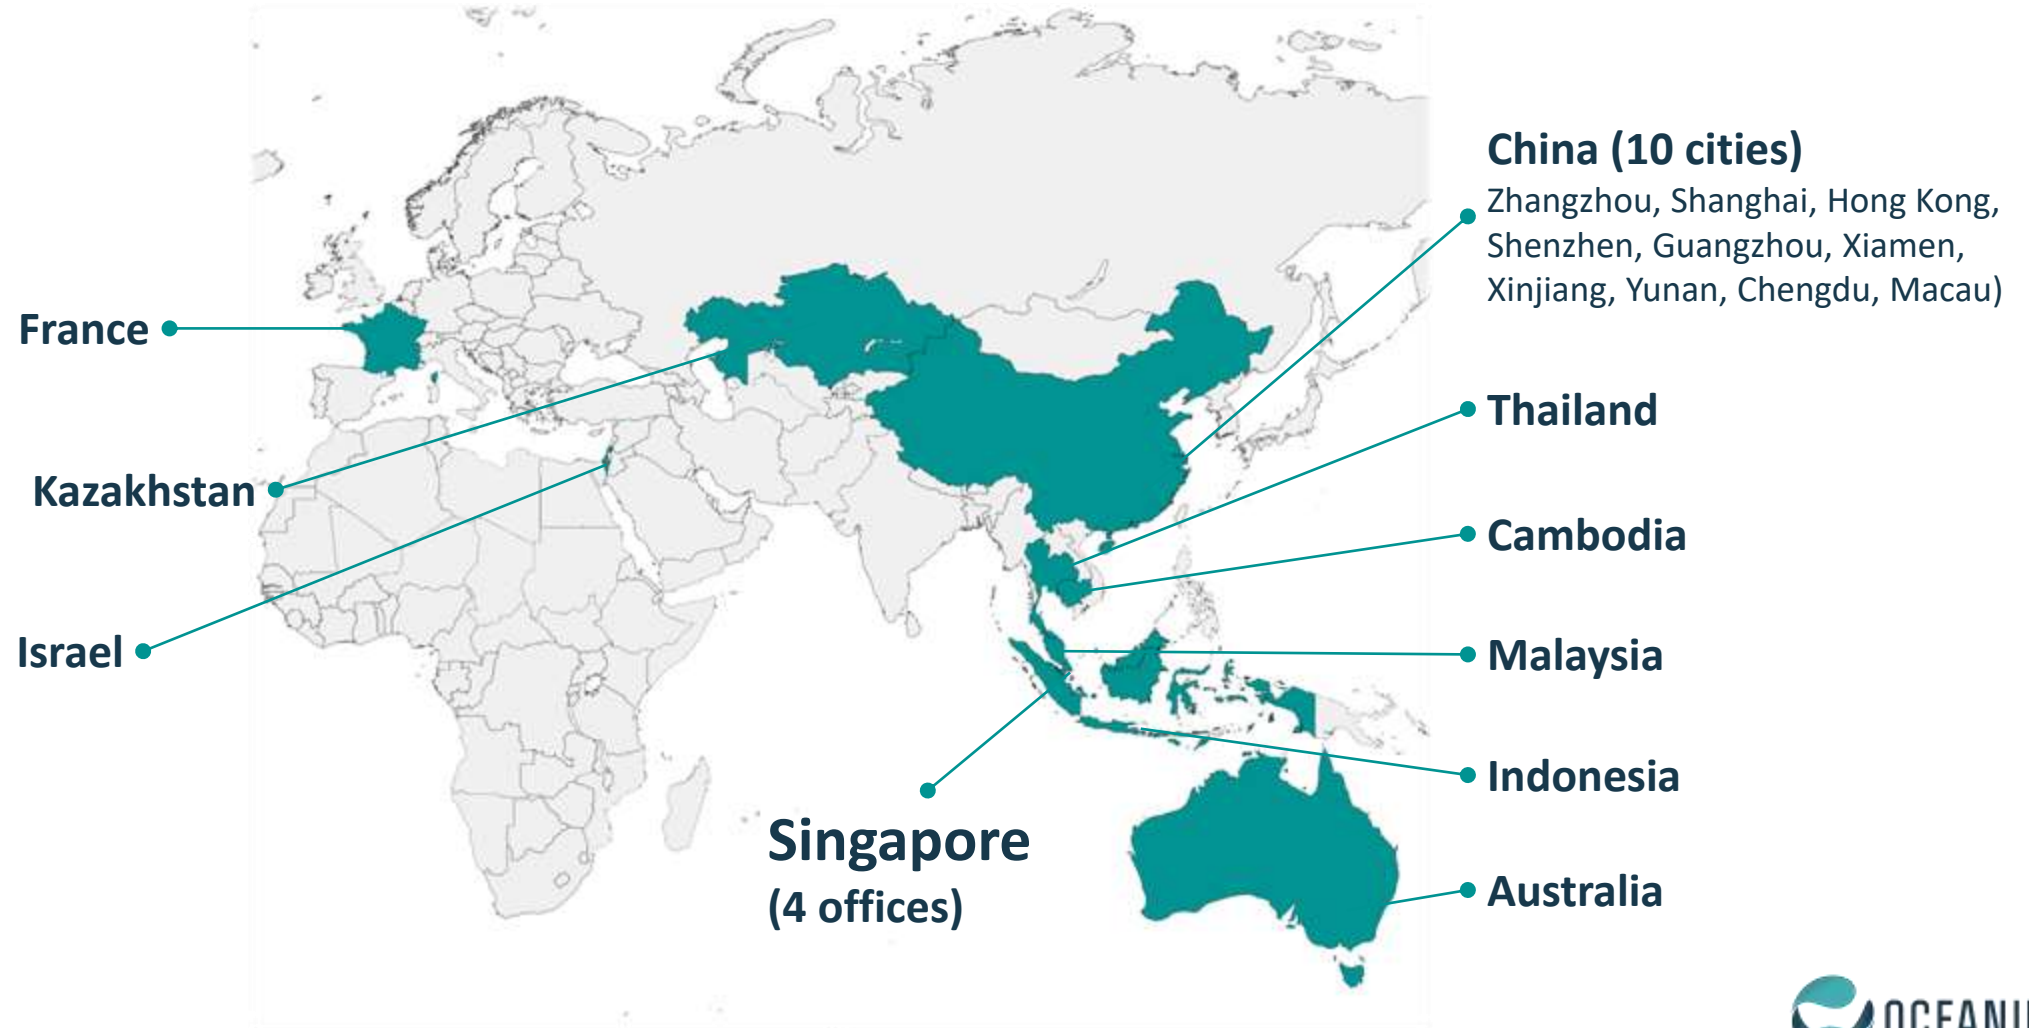 China (10 cities)
Zhangzhou, Shanghai, Hong Kong,
Shenzhen, Guangzhou, Xiamen,
Xinjiang, Yunan, Chengdu, Macau)
France
Thailand
Kazakhstan
Cambodia
Israel
Malaysia
Indonesia
Singapore
(4 offices)
Australia